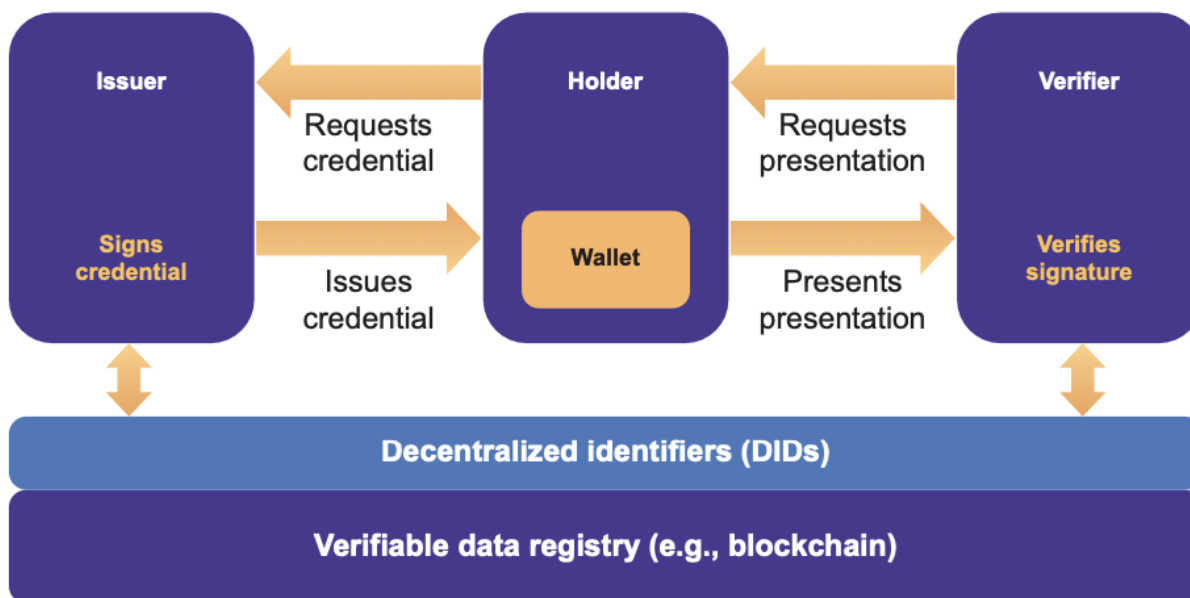 Issuer
Holder
Verifier
Requests
credential
Requests
presentation
Signs
credential
Wallet
Verifies
signature
Issues
credential
Presents
presentation
Decentralized identifiers (DIDs)
Verifiable data registry (e.g., blockchain)